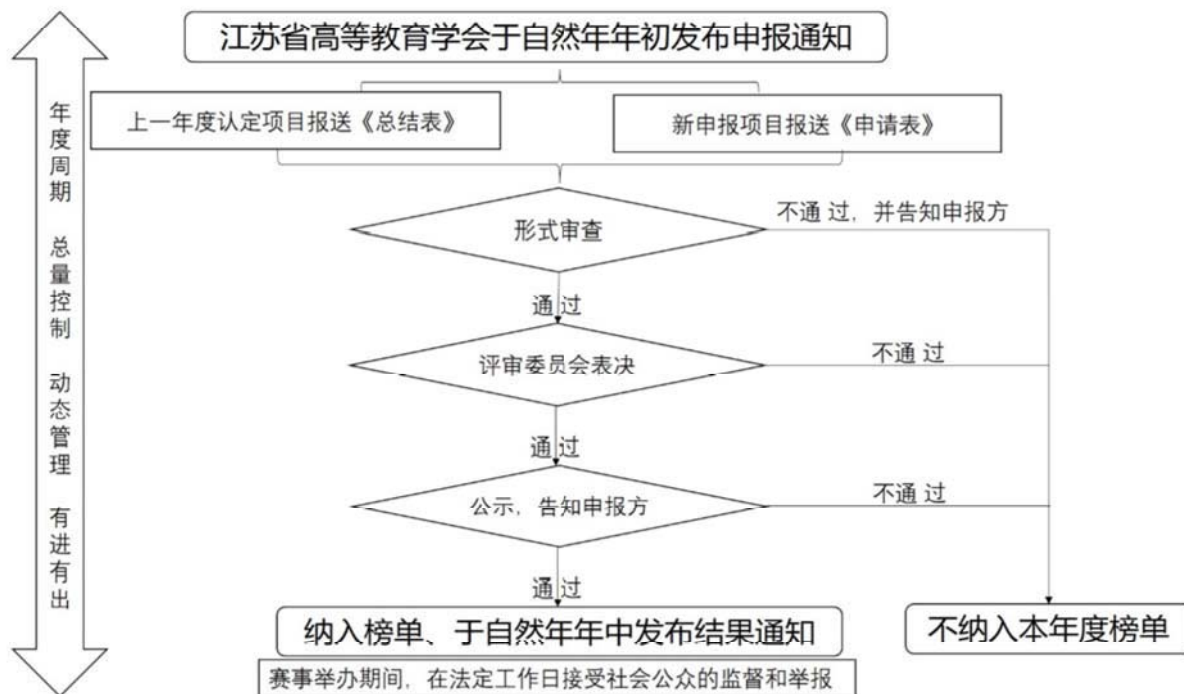 江苏省高等教育学会于自然年年初发布申报通知
上一年度认定项目报送《总结表》
新申报项目报送《申请表》
形式审查
不通 过，并告知申报方
通 过
评审委员会表决
不通 过
通 过
公示，告知申报方
不通 过
通 过
纳入榜单、于自然年年中发布结果通知
不纳入本年度榜单
赛事举办期间，在法定工作日接受社会公众的监督和举报
年度周期 总量控制 动态管理 有进有出